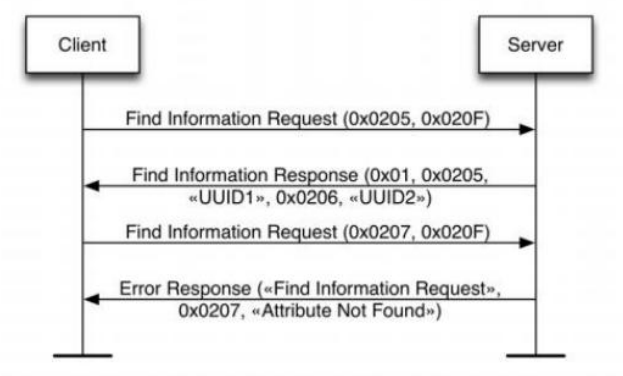 Client
Server
Find Information Request (0x0205, 0x020F)
Find Information Response (0x01, 0x0205,
«UUID1», 0x0206, «UUID2»)
Find Information Request (0x0207, 0x020F)
Error Response («Find Information Request»,
0x0207, «Attribute Not Found»)